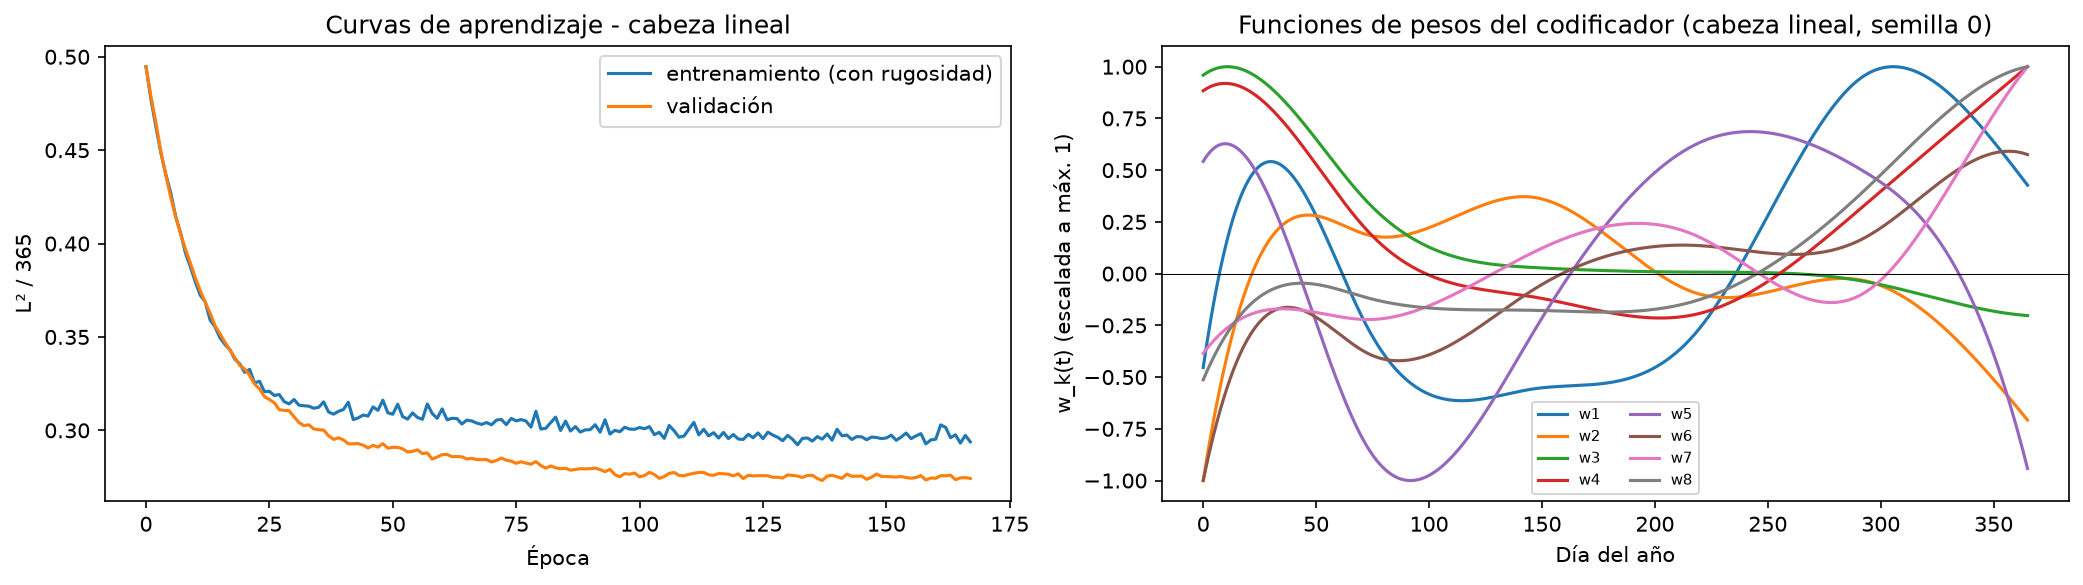 Curvas de aprendizaje - cabeza lineal
L² / 365
0.50
0.45
0.40
0.35
0.30
entrenamiento (con rugosidad)
validación
0 25 50 75 100 125 150 175
Época
Funciones de pesos del codificador (cabeza lineal, semilla 0)
w_k(t) (escalada a máx. 1)
1.00
0.75
0.50
0.25
0.00
−0.25
−0.50
−0.75
−1.00
w1 w5
w2 w6
w3 w7
w4 w8
0 50 100 150 200 250 300 350
Día del año